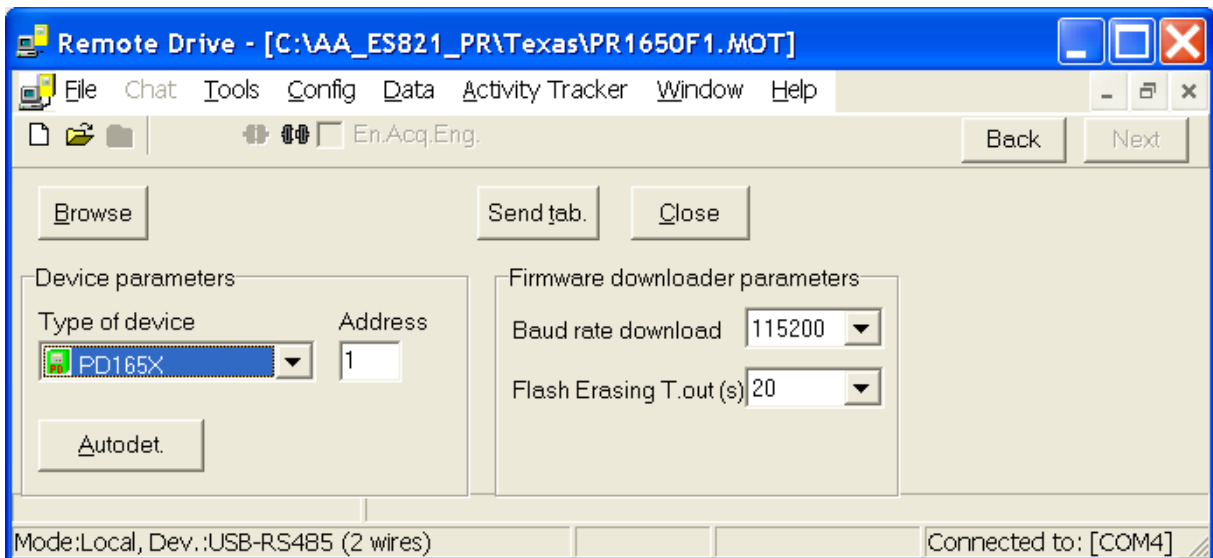 Remote Drive - [C:\AA_ES821_PR\Texas\PR1650F1.MOT]
File Chat Tools Config Data Activity Tracker Window Help
En.Acq.Eng. Back Next
Browse Send tab. Close
Device parameters Firmware downloader parameters
Type of device Address
Baud rate download 115200
PD PD165X 1
Flash Erasing T.out (s) 20
Autodet.
Mode:Local, Dev.:USB-RS485 (2 wires) Connected to: [COM4]